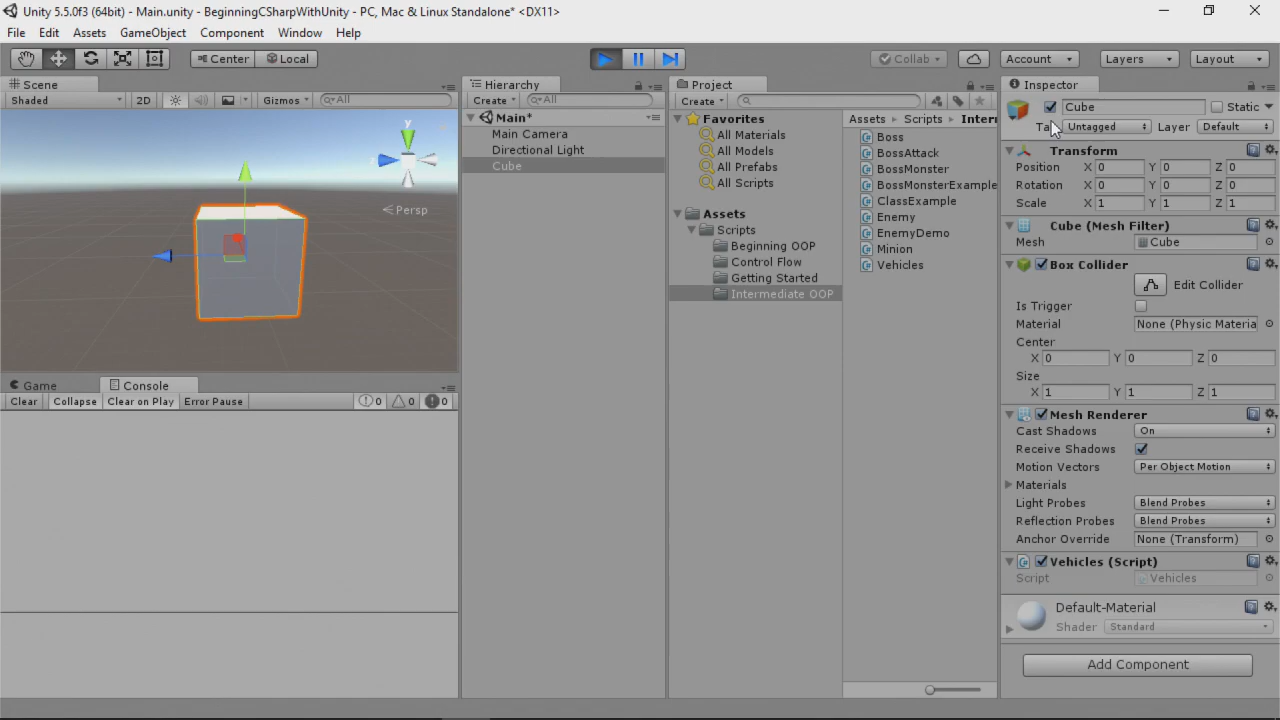 Unity 5.5.0f3 (64bit) - Main.unity - BeginningCSharpWithUnity - PC, Mac & Linux Standalone* <DX11>
File Edit Assets GameObject Component Window Help
Center Local Collab Account Layers Layout
Scene
Shaded 2D Gizmos All
y
z
Persp
Game Console
Clear Collapse Clear on Play Error Pause 0 0 0
Hierarchy
Create All
Main*
Main Camera
Directional Light
Cube
Project
Create
Favorites
All Materials
All Models
All Prefabs
All Scripts
Assets
Scripts
Beginning OOP
Control Flow
Getting Started
Intermediate OOP
Assets Scripts Interr
Boss
BossAttack
BossMonster
BossMonsterExample
ClassExample
Enemy
EnemyDemo
Minion
Vehicles
Inspector
Cube Static
Ta Untagged Layer Default
Transform
Position X 0 Y 0 Z 0
Rotation X 0 Y 0 Z 0
Scale X 1 Y 1 Z 1
Cube (Mesh Filter)
Mesh Cube
Box Collider
Edit Collider
Is Trigger
Material None (Physic Materia
Center
X 0 Y 0 Z 0
Size
X 1 Y 1 Z 1
Mesh Renderer
Cast Shadows On
Receive Shadows
Motion Vectors Per Object Motion
Materials
Light Probes Blend Probes
Reflection Probes Blend Probes
Anchor Override None (Transform)
Vehicles (Script)
Script Vehicles
Default-Material
Shader Standard
Add Component